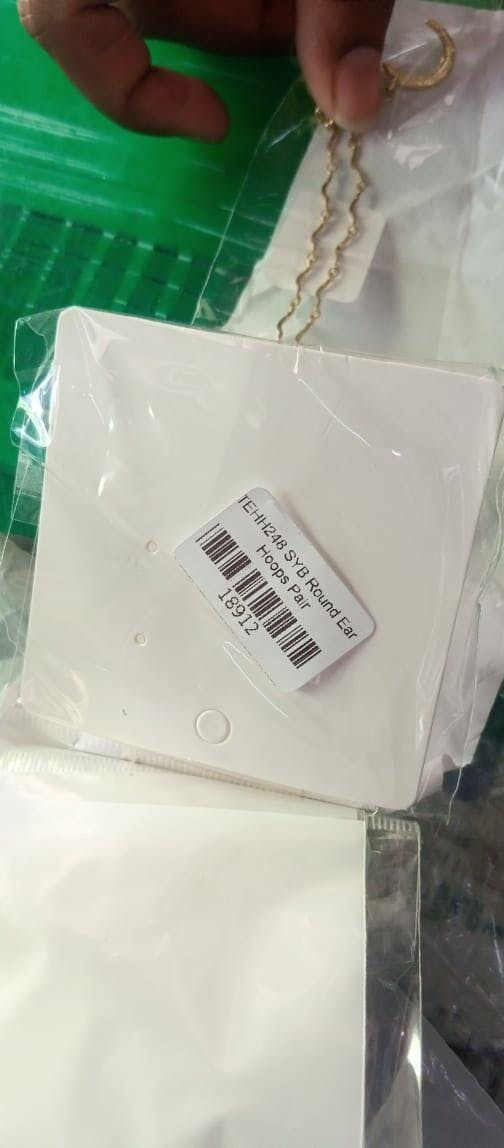 TEHH248 SYB Round Ear
Hoops Pair
18912